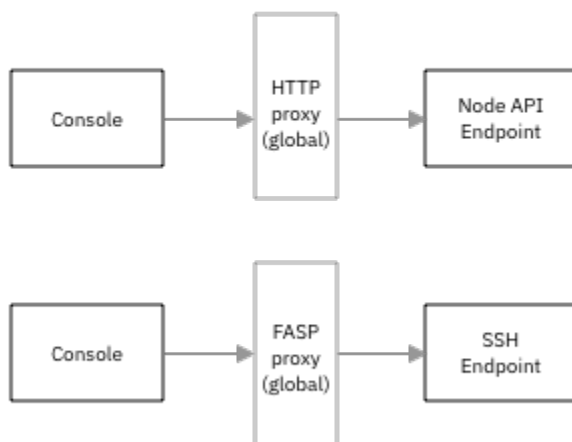 Console
HTTP
proxy
(global)
Node API
Endpoint
Console
FASP
proxy
(global)
SSH
Endpoint